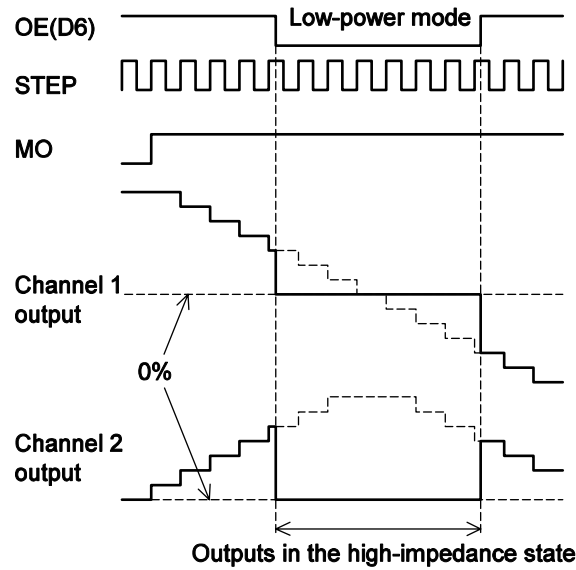 OE(D6)
Low-power mode
STEP
MO
Channel 1
output
0%
Channel 2
output
Outputs in the high-impedance state